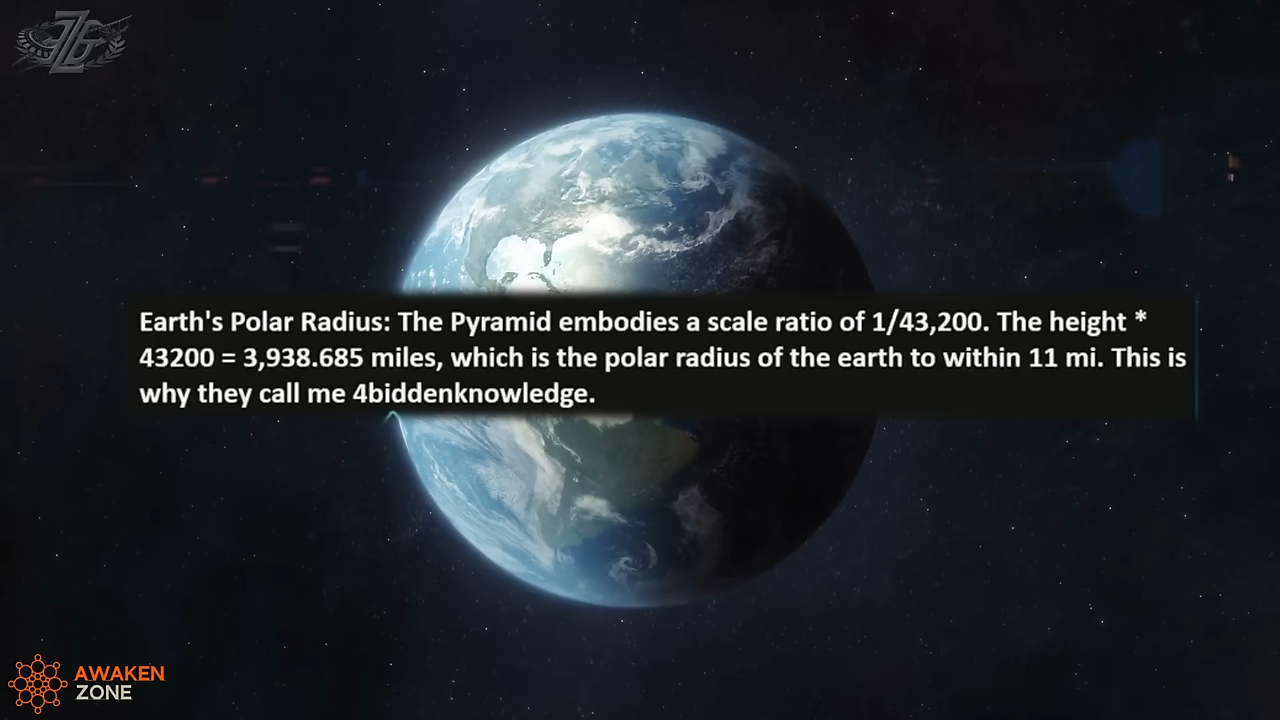 Earth's Polar Radius: The Pyramid embodies a scale ratio of 1/43,200. The height *
43200 = 3,938.685 miles, which is the polar radius of the earth to within 11 mi. This is
why they call me 4biddenknowledge.
AWAKEN
ZONE